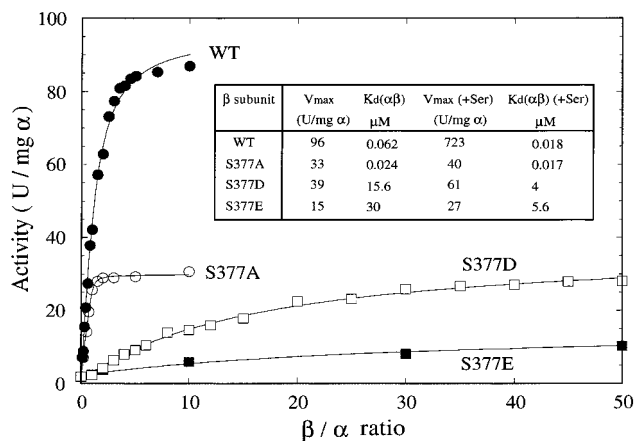 100
80
60
40
20
0
Activity ( U / mg α )
WT
β subunit Vmax Kd(αβ) Vmax (+Ser) Kd(αβ) (+Ser)
(U/mg α) μM (U/mg α) μM
WT 96 0.062 723 0.018
S377A 33 0.024 40 0.017
S377D 39 15.6 61 4
S377E 15 30 27 5.6
S377A
S377D
S377E
0 10 20 30 40 50
β / α ratio